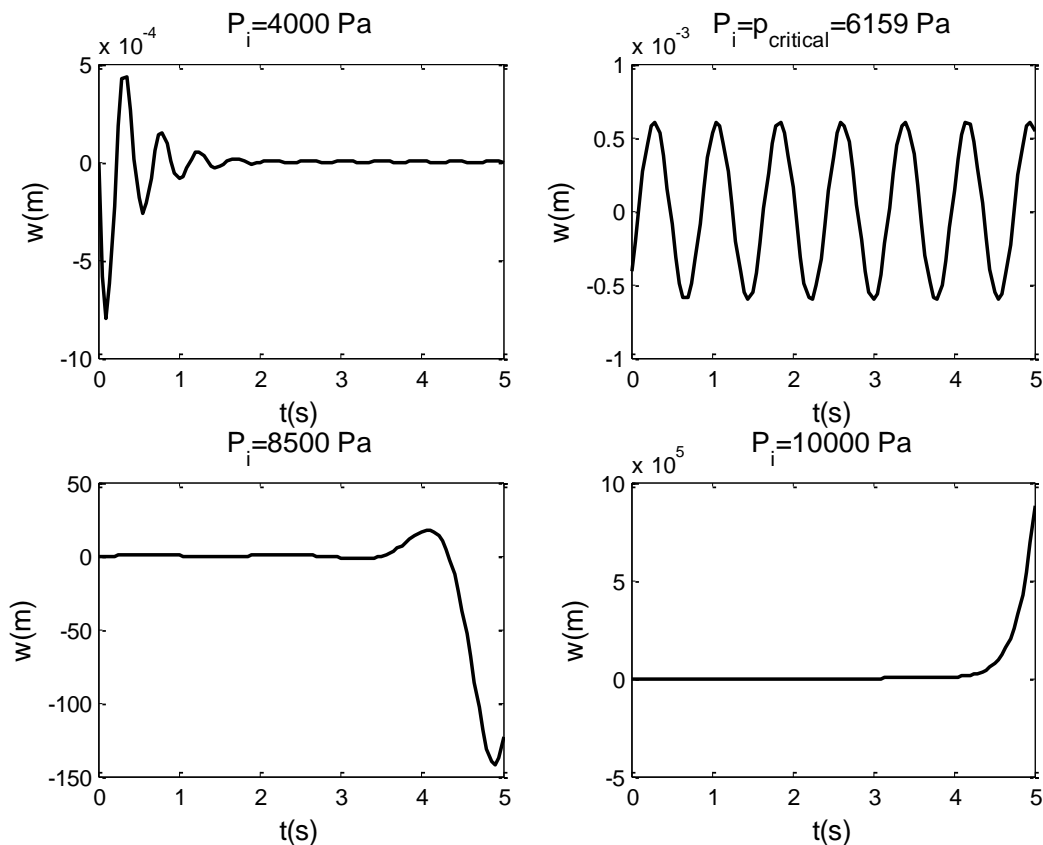 P_i=4000 Pa
x 10^-4
5
0
-5
-10
w(m)
0 1 2 3 4 5
t(s)
P_i=p_critical=6159 Pa
x 10^-3
1
0.5
0
-0.5
-1
w(m)
0 1 2 3 4 5
t(s)
P_i=8500 Pa
50
0
-50
-100
-150
w(m)
0 1 2 3 4 5
t(s)
P_i=10000 Pa
x 10^5
10
5
0
-5
w(m)
0 1 2 3 4 5
t(s)